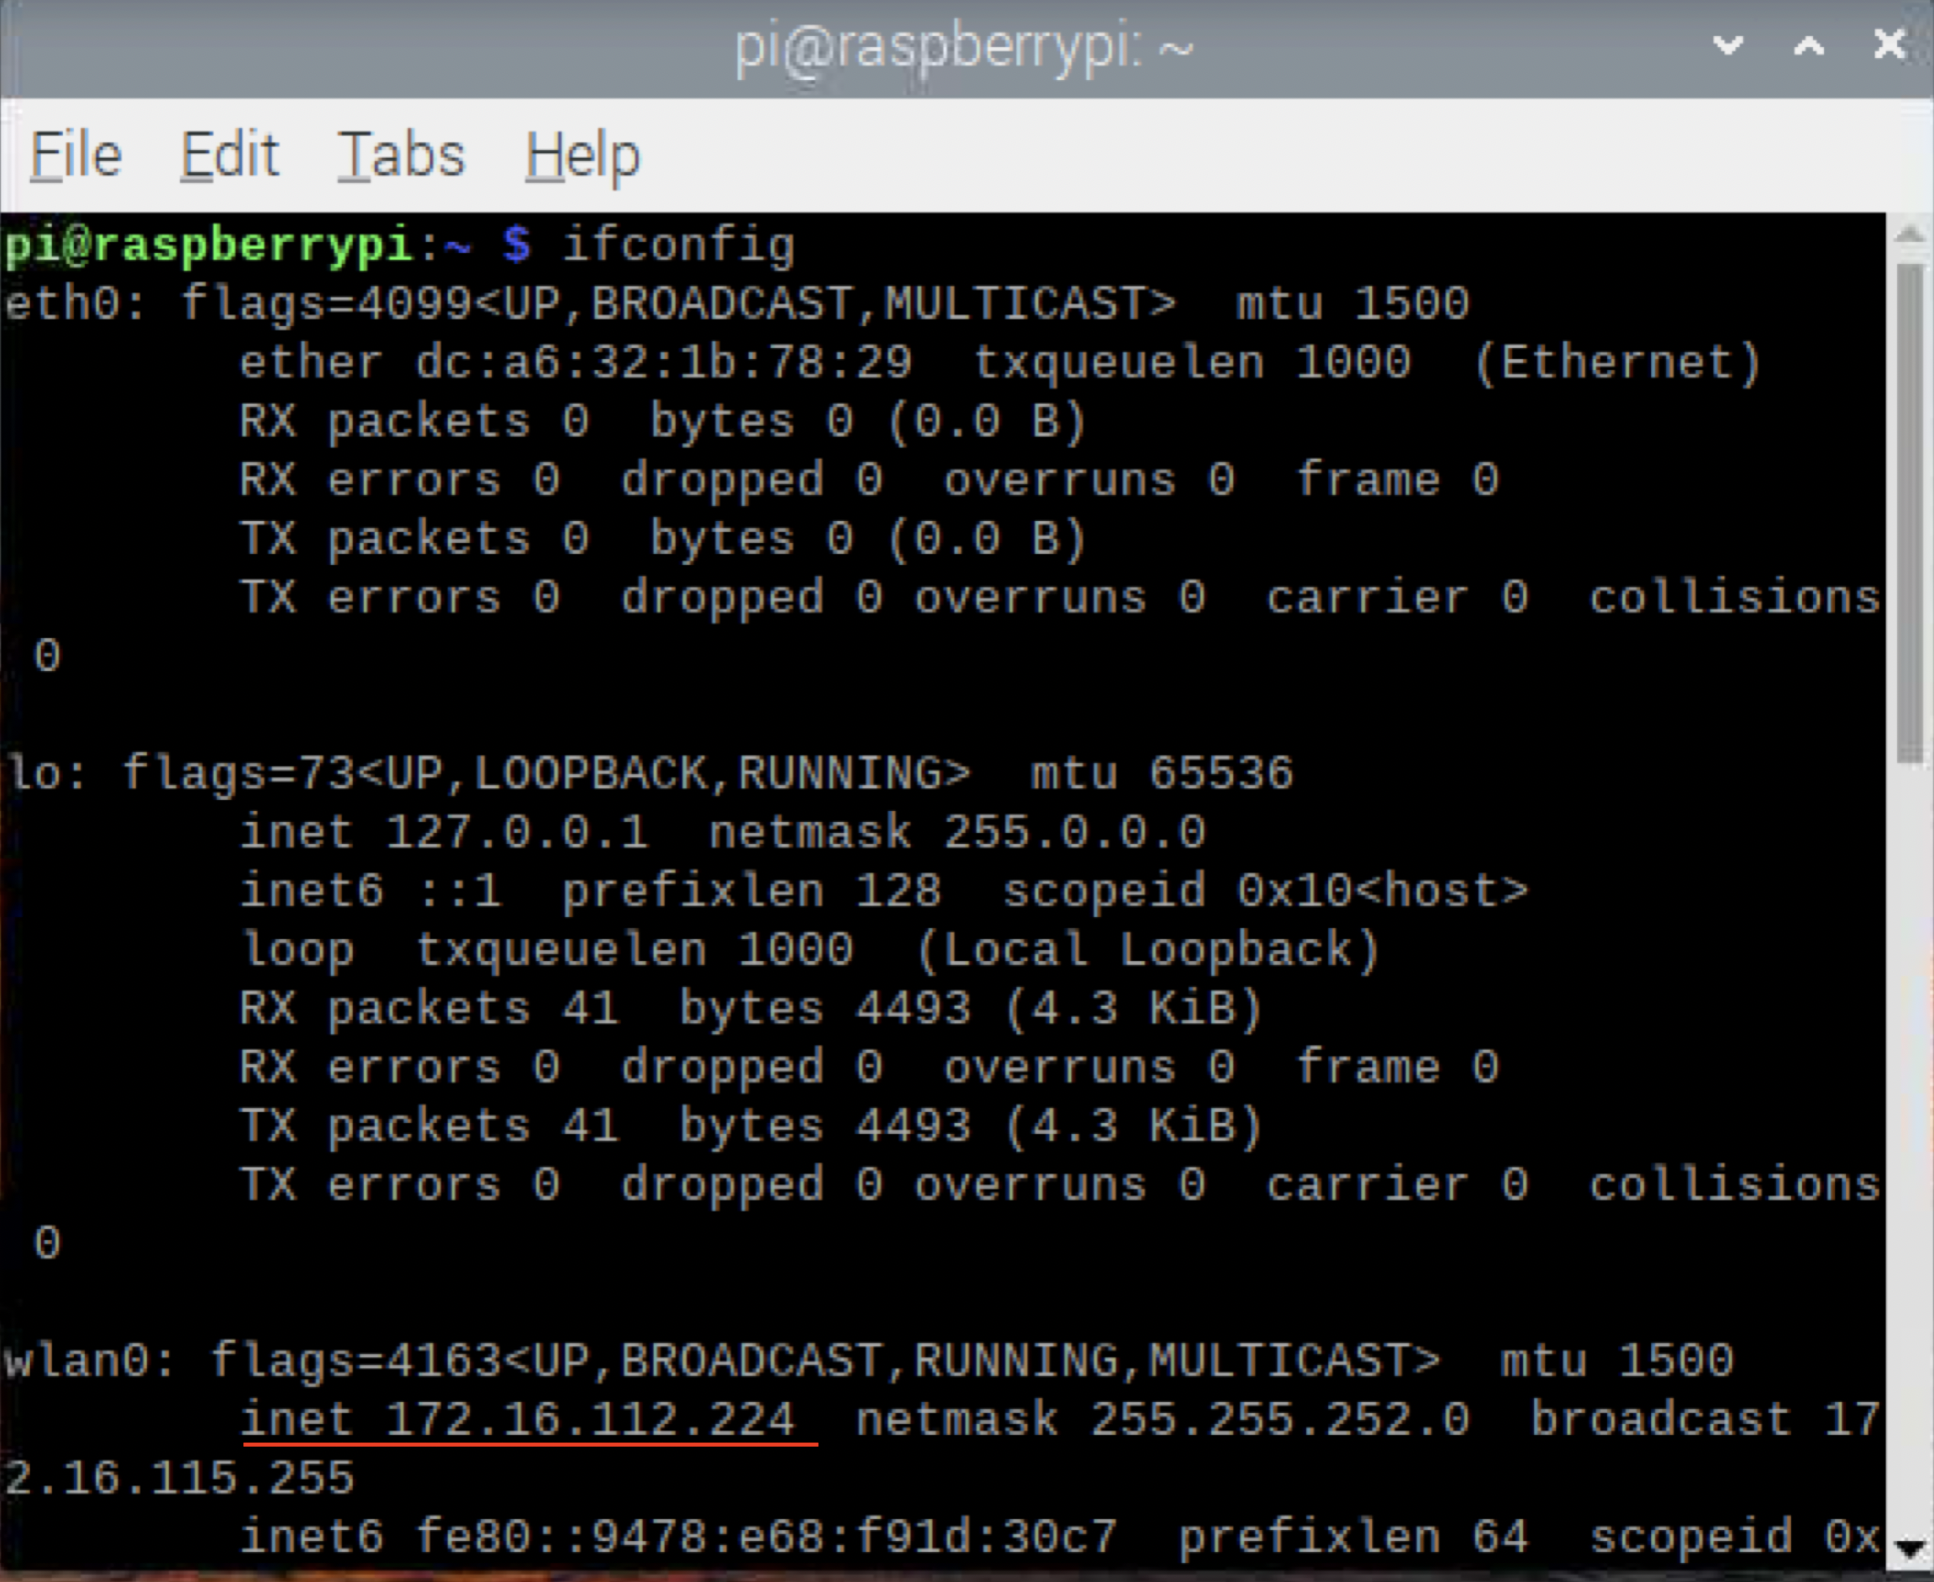 pi@raspberrypi: ~
File Edit Tabs Help
pi@raspberrypi:~ $ ifconfig
eth0: flags=4099<UP,BROADCAST,MULTICAST>  mtu 1500
        ether dc:a6:32:1b:78:29  txqueuelen 1000  (Ethernet)
        RX packets 0  bytes 0 (0.0 B)
        RX errors 0  dropped 0  overruns 0  frame 0
        TX packets 0  bytes 0 (0.0 B)
        TX errors 0  dropped 0 overruns 0  carrier 0  collisions
 0
lo: flags=73<UP,LOOPBACK,RUNNING>  mtu 65536
        inet 127.0.0.1  netmask 255.0.0.0
        inet6 ::1  prefixlen 128  scopeid 0x10<host>
        loop  txqueuelen 1000  (Local Loopback)
        RX packets 41  bytes 4493 (4.3 KiB)
        RX errors 0  dropped 0  overruns 0  frame 0
        TX packets 41  bytes 4493 (4.3 KiB)
        TX errors 0  dropped 0 overruns 0  carrier 0  collisions
 0
wlan0: flags=4163<UP,BROADCAST,RUNNING,MULTICAST>  mtu 1500
        inet 172.16.112.224  netmask 255.255.252.0  broadcast 17
2.16.115.255
        inet6 fe80::9478:e68:f91d:30c7  prefixlen 64  scopeid 0x